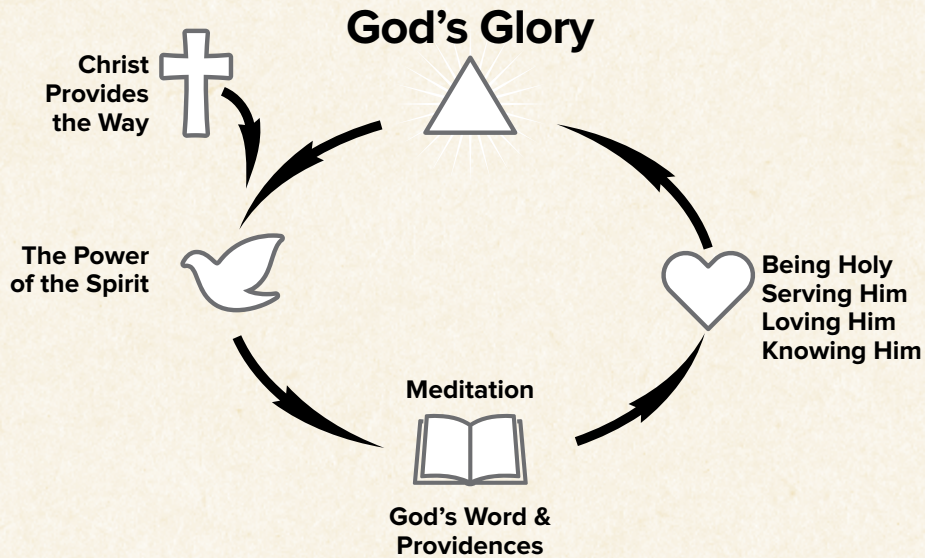 God’s Glory
Christ
Provides
the Way
The Power
of the Spirit
Being Holy
Serving Him
Loving Him
Knowing Him
Meditation
God’s Word &
Providences